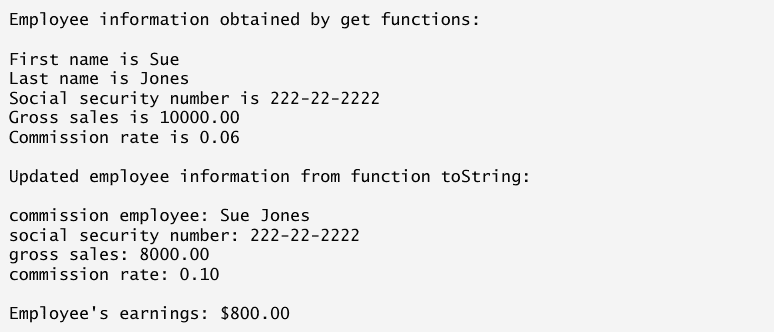 Employee information obtained by get functions:
First name is Sue
Last name is Jones
Social security number is 222-22-2222
Gross sales is 10000.00
Commission rate is 0.06
Updated employee information from function toString:
commission employee: Sue Jones
social security number: 222-22-2222
gross sales: 8000.00
commission rate: 0.10
Employee's earnings: $800.00